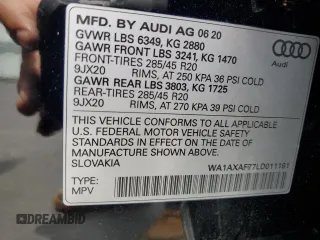 MFD. BY AUDI AG 06 20
GVWR LBS 6349, KG 2880
GAWR FRONT LBS 3241, KG 1470
FRONT-TIRES 285/45 R20
9JX20 RIMS, AT 250 KPA 36 PSI COLD
GAWR REAR LBS 3803, KG 1725
REAR-TIRES 285/45 R20
9JX20 RIMS, AT 270 KPA 39 PSI COLD
Audi
THIS VEHICLE CONFORMS TO ALL APPLICABLE
U.S. FEDERAL MOTOR VEHICLE SAFETY
STANDARDS IN EFFECT ON THE DATE OF
MANUFACTURE SHOWN ABOVE.
SLOVAKIA
WA1AXAF77LD011191
TYPE:
MPV
DREAMBID